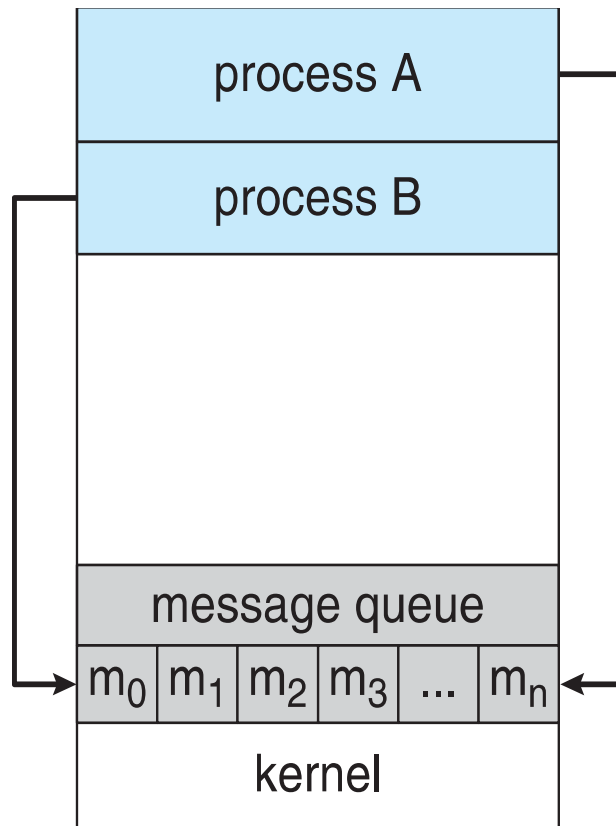 process A
process B
message queue
m₀ m₁ m₂ m₃ ... mₙ
kernel